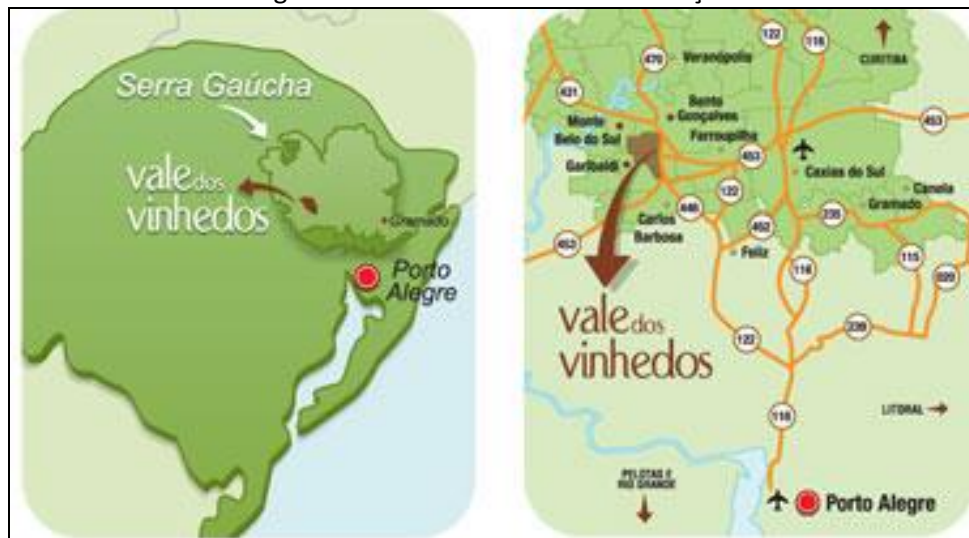 Serra Gaúcha
vale dos
vinhedos
Gramado
Porto
Alegre
122
116
CURITIBA
470
Veranópolis
431
Bento
Gonçalves
Monte
Belo do Sul
Farroupilha
453
453
Garibaldi
Caxias do Sul
122
Canela
Gramado
446
Carlos
Barbosa
452
235
453
Feliz
115
116
020
vale dos
vinhedos
122
239
116
LITORAL
PELOTAS E
RIO GRANDE
Porto Alegre